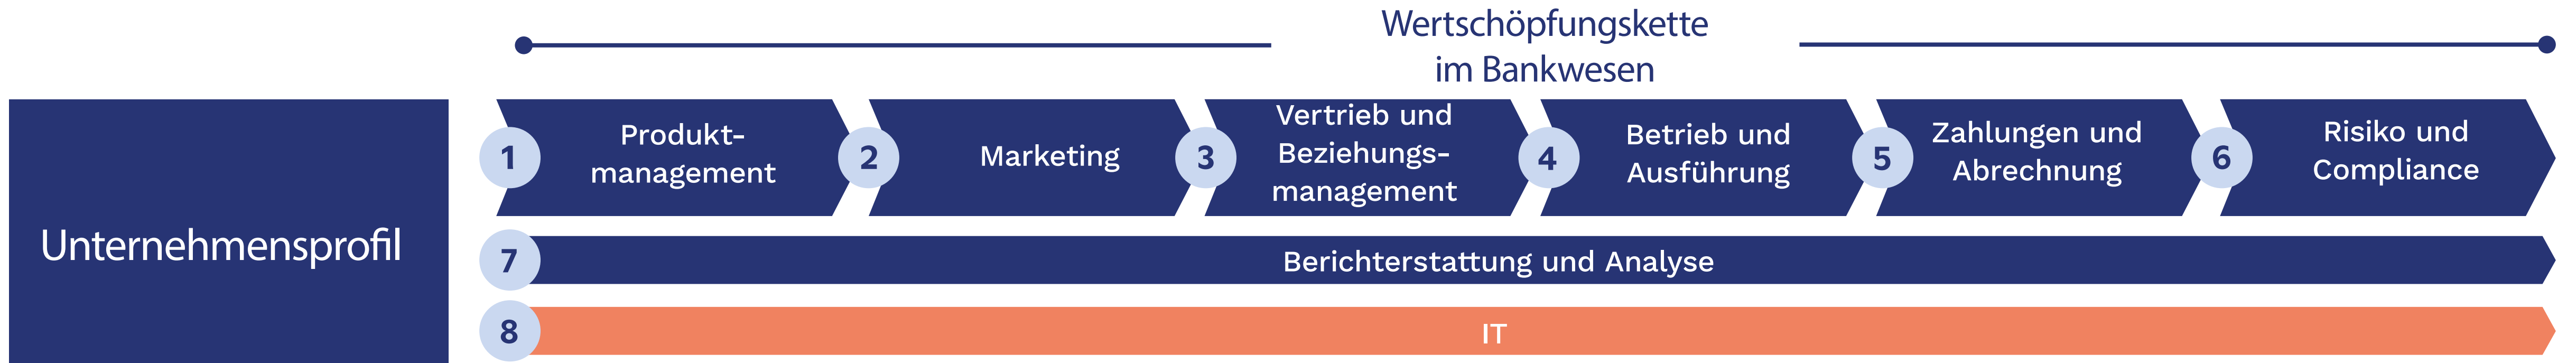 Wertschöpfungskette
im Bankwesen
Unternehmensprofil
1
Produkt-
management
2
Marketing
3
Vertrieb und
Beziehungs-
management
4
Betrieb und
Ausführung
5
Zahlungen und
Abrechnung
6
Risiko und
Compliance
7
Berichterstattung und Analyse
8
IT